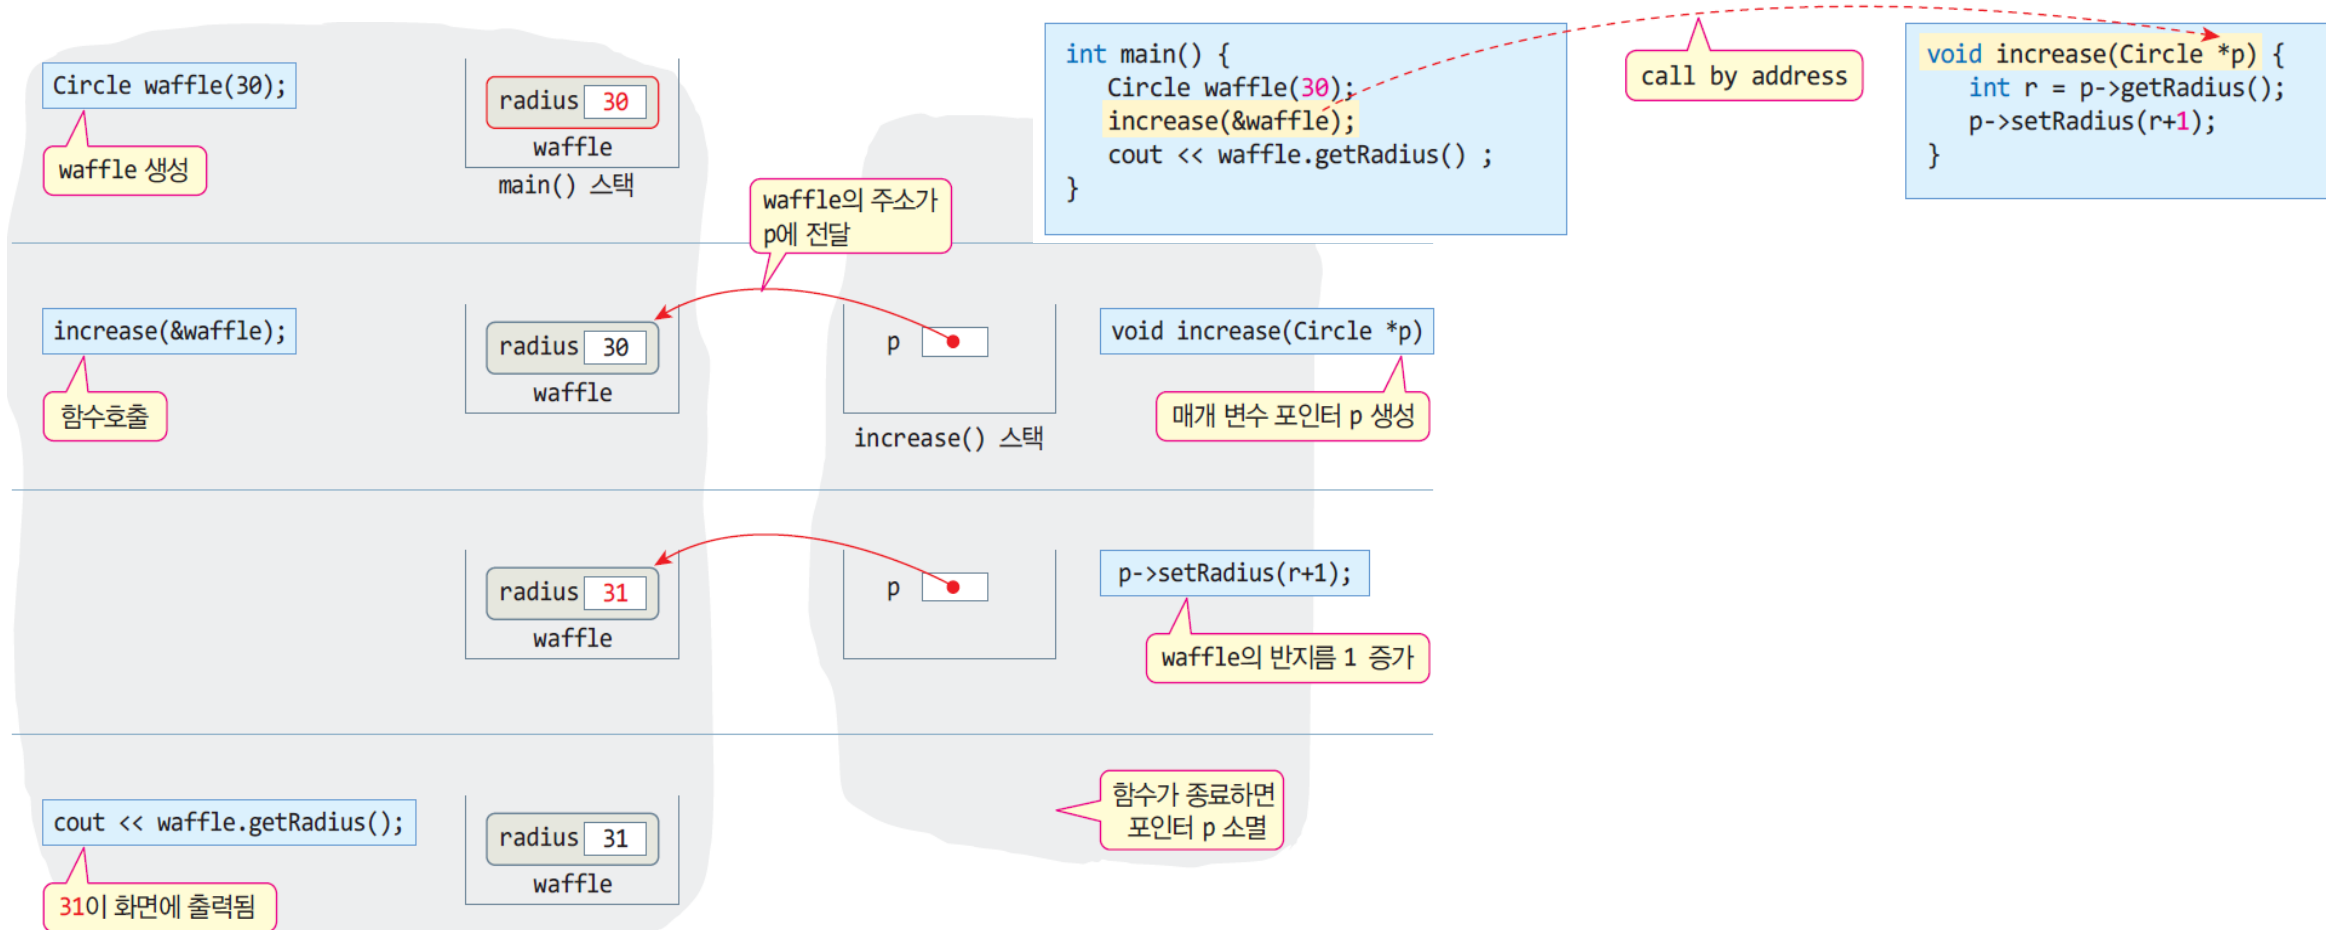 int main() {
Circle waffle(30);
increase(&waffle);
cout << waffle.getRadius() ;
}
call by address
void increase(Circle *p) {
int r = p->getRadius();
p->setRadius(r+1);
}
Circle waffle(30);
waffle 생성
radius 30
waffle
main() 스택
waffle의 주소가
p에 전달
increase(&waffle);
함수호출
radius 30
waffle
p
increase() 스택
void increase(Circle *p)
매개 변수 포인터 p 생성
radius 31
waffle
p
p->setRadius(r+1);
waffle의 반지름 1 증가
cout << waffle.getRadius();
31이 화면에 출력됨
radius 31
waffle
함수가 종료하면
포인터 p 소멸